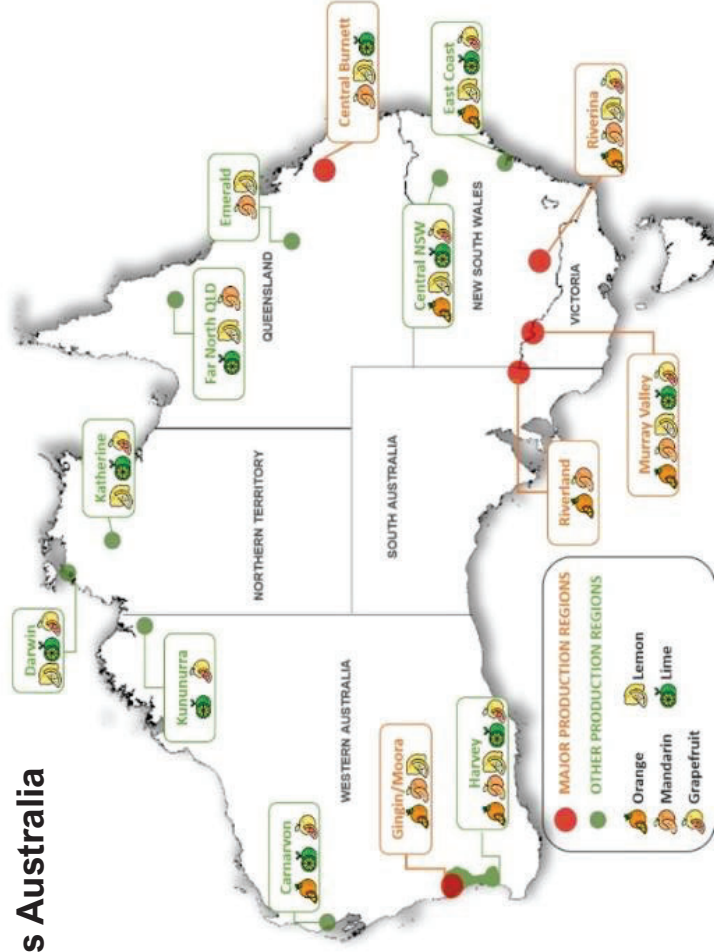 s Australia
Darwin
Katherine
Far North QLD
Emerald
Central Burnett
Kununurra
QUEENSLAND
NORTHERN TERRITORY
Carnarvon
WESTERN AUSTRALIA
SOUTH AUSTRALIA
Central NSW
East Coast
NEW SOUTH WALES
Gingin/Moora
Harvey
VICTORIA
Riverland
Murray Valley
Riverina
MAJOR PRODUCTION REGIONS
OTHER PRODUCTION REGIONS
Orange
Lemon
Mandarin
Lime
Grapefruit